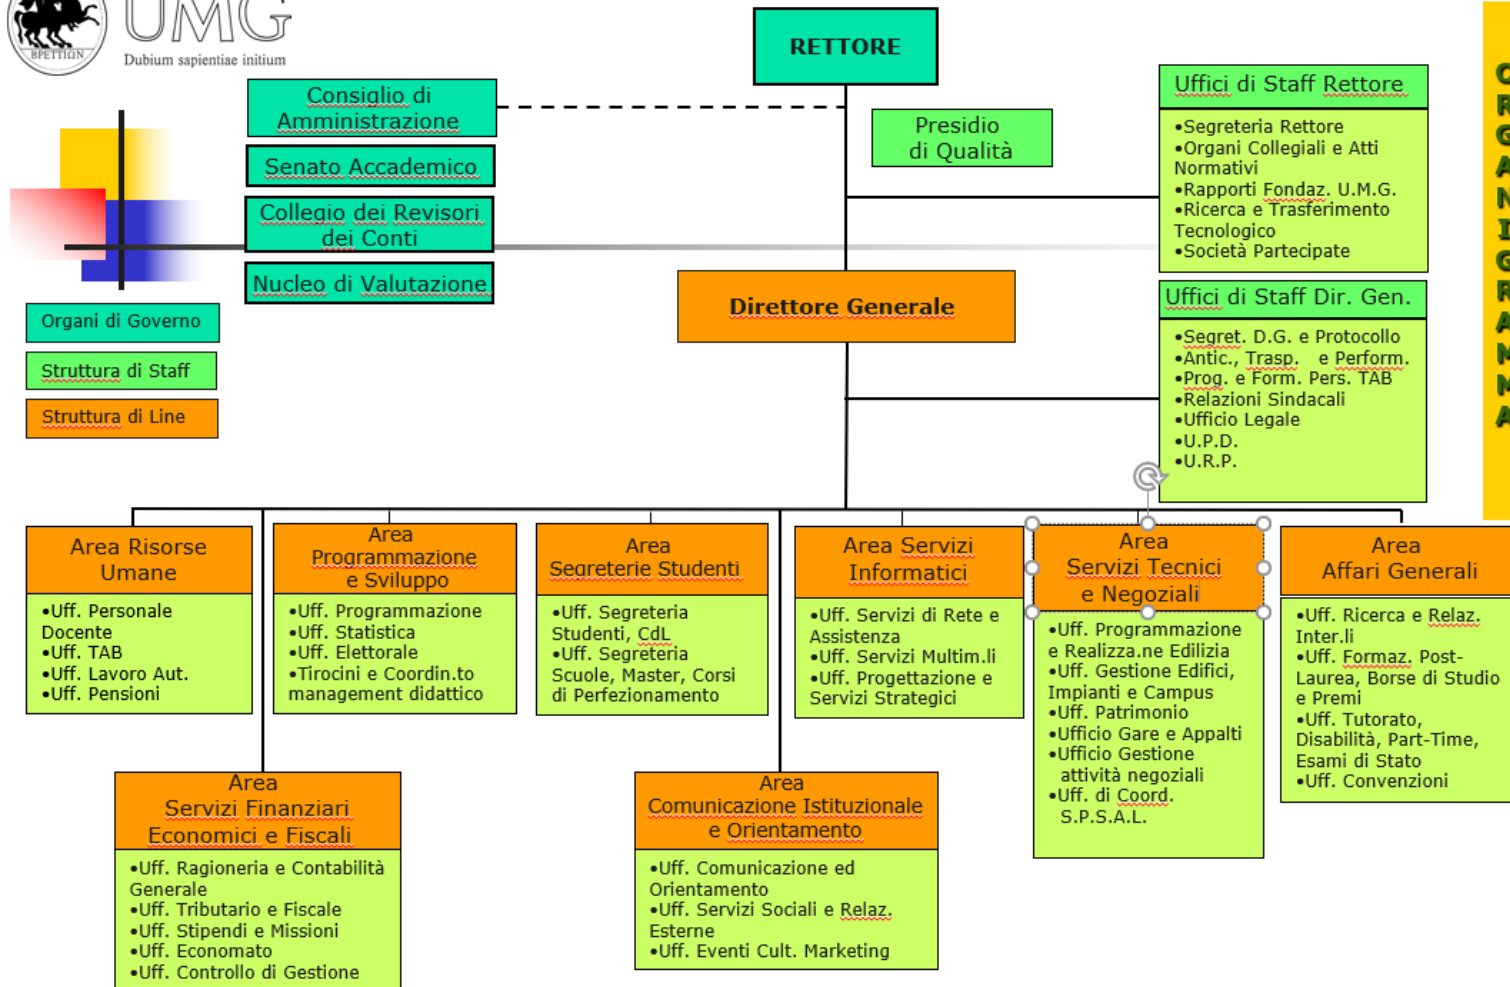 UMG
Dubium sapientiae initium
ΒΡΕΤΤΙΩΝ
RETTORE
Consiglio di
Amministrazione
Senato Accademico
Collegio dei Revisori
dei Conti
Nucleo di Valutazione
Presidio
di Qualità
Uffici di Staff Rettore
•Segreteria Rettore
•Organi Collegiali e Atti
Normativi
•Rapporti Fondaz. U.M.G.
•Ricerca e Trasferimento
Tecnologico
•Società Partecipate
ORGANIGRAMMA
Organi di Governo
Struttura di Staff
Struttura di Line
Direttore Generale
Uffici di Staff Dir. Gen.
•Segret. D.G. e Protocollo
•Antic., Trasp. e Perform.
•Prog. e Form. Pers. TAB
•Relazioni Sindacali
•Ufficio Legale
•U.P.D.
•U.R.P.
Area Risorse
Umane
•Uff. Personale
Docente
•Uff. TAB
•Uff. Lavoro Aut.
•Uff. Pensioni
Area
Programmazione
e Sviluppo
•Uff. Programmazione
•Uff. Statistica
•Uff. Elettorale
•Tirocini e Coordin.to
management didattico
Area
Segreterie Studenti
•Uff. Segreteria
Studenti, CdL
•Uff. Segreteria
Scuole, Master, Corsi
di Perfezionamento
Area Servizi
Informatici
•Uff. Servizi di Rete e
Assistenza
•Uff. Servizi Multim.li
•Uff. Progettazione e
Servizi Strategici
Area
Servizi Tecnici
e Negoziali
•Uff. Programmazione
e Realizza.ne Edilizia
•Uff. Gestione Edifici,
Impianti e Campus
•Uff. Patrimonio
•Ufficio Gare e Appalti
•Ufficio Gestione
attività negoziali
•Uff. di Coord.
S.P.S.A.L.
Area
Affari Generali
•Uff. Ricerca e Relaz.
Inter.li
•Uff. Formaz. Post-
Laurea, Borse di Studio
e Premi
•Uff. Tutorato,
Disabilità, Part-Time,
Esami di Stato
•Uff. Convenzioni
Area
Servizi Finanziari
Economici e Fiscali
•Uff. Ragioneria e Contabilità
Generale
•Uff. Tributario e Fiscale
•Uff. Stipendi e Missioni
•Uff. Economato
•Uff. Controllo di Gestione
Area
Comunicazione Istituzionale
e Orientamento
•Uff. Comunicazione ed
Orientamento
•Uff. Servizi Sociali e Relaz.
Esterne
•Uff. Eventi Cult. Marketing